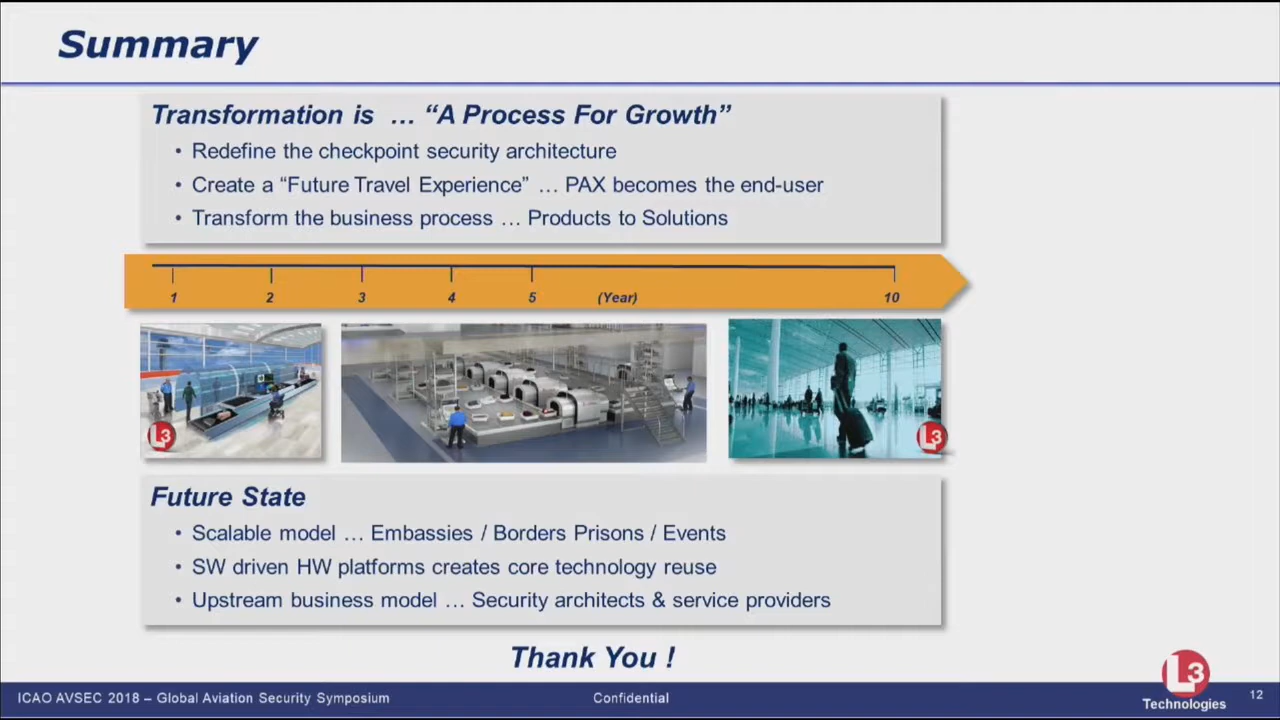 Summary
Transformation is … “A Process For Growth”
• Redefine the checkpoint security architecture
• Create a “Future Travel Experience” … PAX becomes the end-user
• Transform the business process … Products to Solutions
1 2 3 4 5 (Year) 10
L3
L3
Future State
• Scalable model … Embassies / Borders Prisons / Events
• SW driven HW platforms creates core technology reuse
• Upstream business model … Security architects & service providers
Thank You !
ICAO AVSEC 2018 – Global Aviation Security Symposium
Confidential
L3
Technologies
12